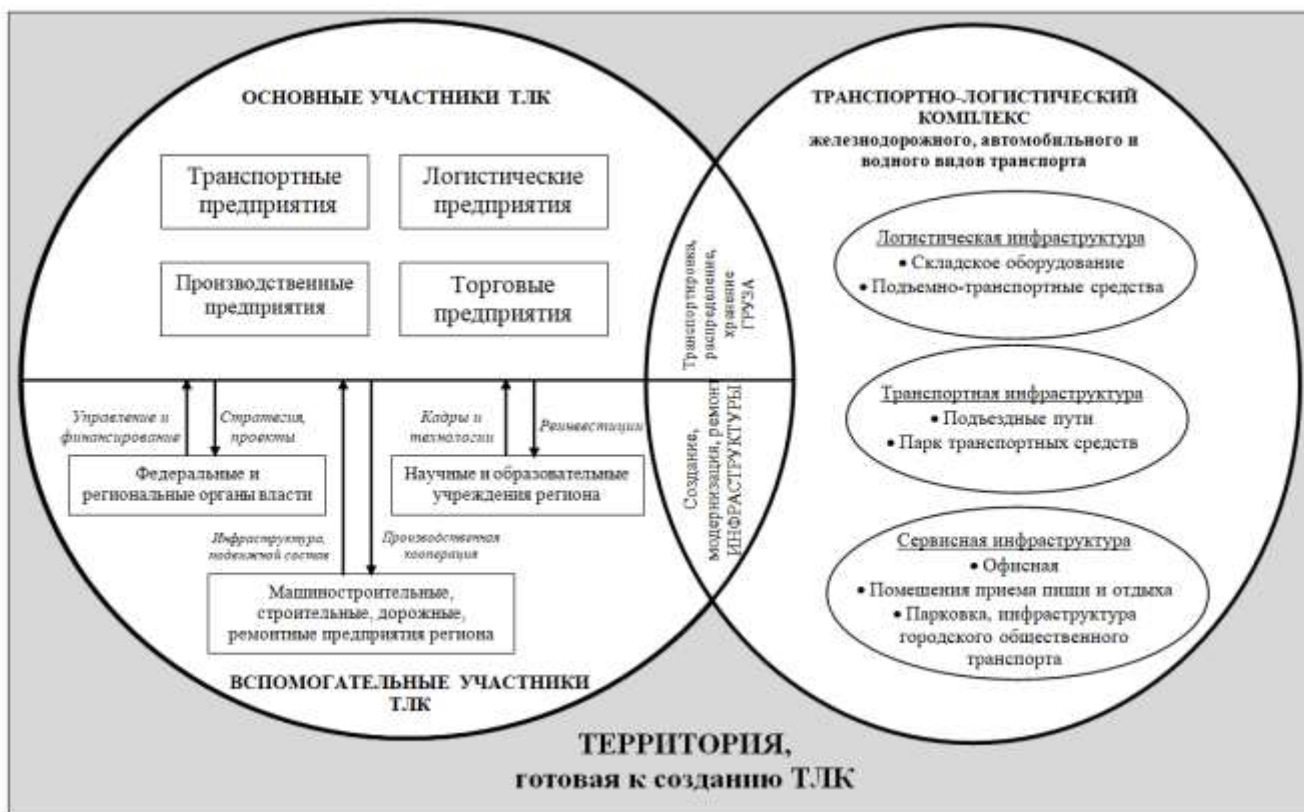 ОСНОВНЫЕ УЧАСТНИКИ ТЛК
Транспортные
предприятия
Логистические
предприятия
Производственные
предприятия
Торговые
предприятия
Управление и
финансирование
Стратегия,
проекты
Кадры и
технологии
Реинвестиции
Федеральные и
региональные органы власти
Научные и образовательные
учреждения региона
Инфраструктура,
подвижной состав
Производственная
кооперация
Машиностроительные,
строительные, дорожные,
ремонтные предприятия региона
ВСПОМОГАТЕЛЬНЫЕ УЧАСТНИКИ
ТЛК
Транспортировка,
распределение,
хранение
ГРУЗА
Создание,
модернизация, ремонт
ИНФРАСТРУКТУРЫ
ТРАНСПОРТНО-ЛОГИСТИЧЕСКИЙ
КОМПЛЕКС
железнодорожного, автомобильного и
водного видов транспорта
Логистическая инфраструктура
• Складское оборудование
• Подъемно-транспортные средства
Транспортная инфраструктура
• Подъездные пути
• Парк транспортных средств
Сервисная инфраструктура
• Офисная
• Помещения приема пищи и отдыха
• Парковка, инфраструктура
городского общественного
транспорта
ТЕРРИТОРИЯ,
готовая к созданию ТЛК